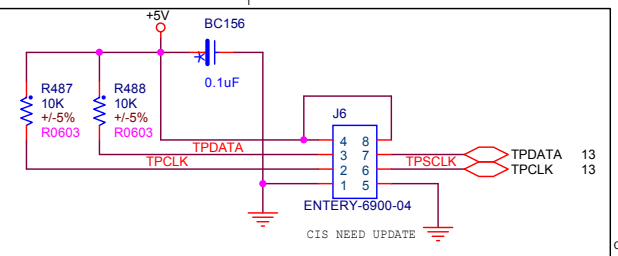 +5V
BC156
0.1uF
R487
10K
+/-5%
R0603
R488
10K
+/-5%
R0603
J6
4 8
3 7
2 6
1 5
TPDATA
TPCLK
TPSCLK
TPDATA 13
TPCLK 13
ENTERY-6900-04
CIS NEED UPDATE